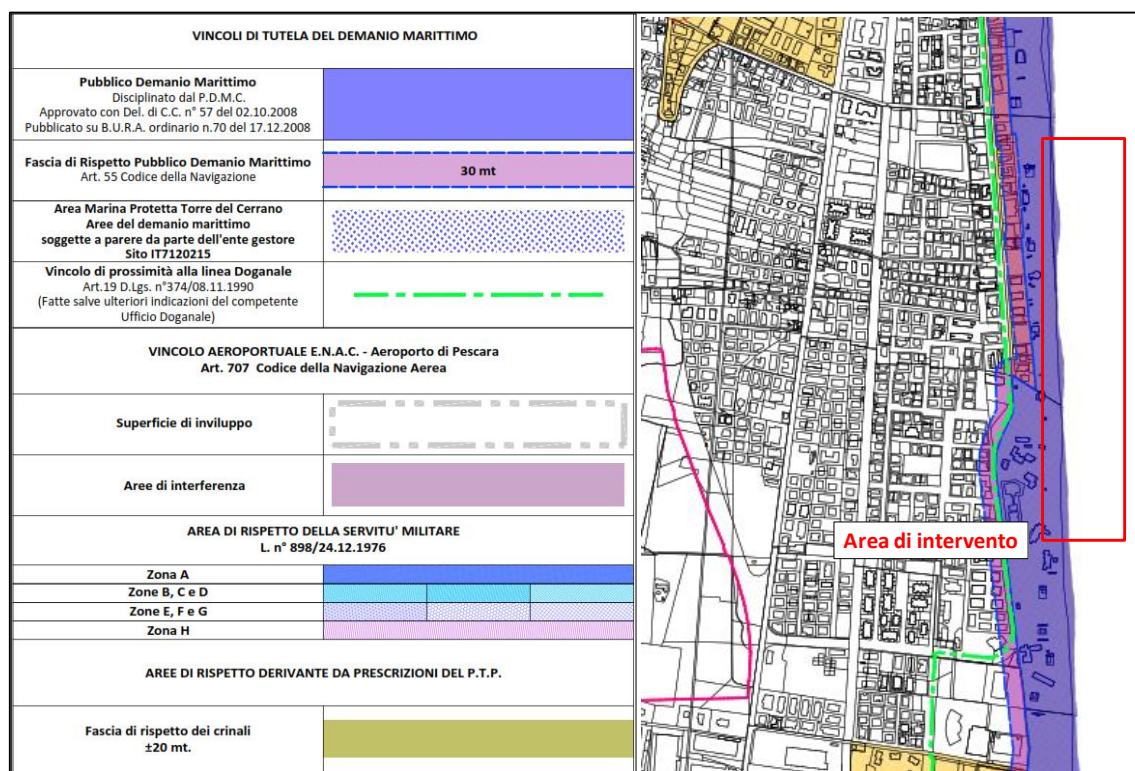 VINCOLI DI TUTELA DEL DEMANIO MARITTIMO
Pubblico Demanio Marittimo
Disciplinato dal P.D.M.C.
Approvato con Del. di C.C. n° 57 del 02.10.2008
Pubblicato su B.U.R.A. ordinario n.70 del 17.12.2008
Fascia di Rispetto Pubblico Demanio Marittimo
Art. 55 Codice della Navigazione
30 mt
Area Marina Protetta Torre del Cerrano
Aree del demanio marittimo
soggette a parere da parte dell'ente gestore
Sito IT7120215
Vincolo di prossimità alla linea Doganale
Art.19 D.Lgs. n°374/08.11.1990
(Fatte salve ulteriori indicazioni del competente
Ufficio Doganale)
VINCOLO AEROPORTUALE E.N.A.C. - Aeroporto di Pescara
Art. 707 Codice della Navigazione Aerea
Superficie di inviluppo
Aree di interferenza
AREA DI RISPETTO DELLA SERVITU' MILITARE
L. n° 898/24.12.1976
Zona A
Zone B, C e D
Zone E, F e G
Zona H
AREE DI RISPETTO DERIVANTE DA PRESCRIZIONI DEL P.T.P.
Fascia di rispetto dei crinali
±20 mt.
Area di intervento